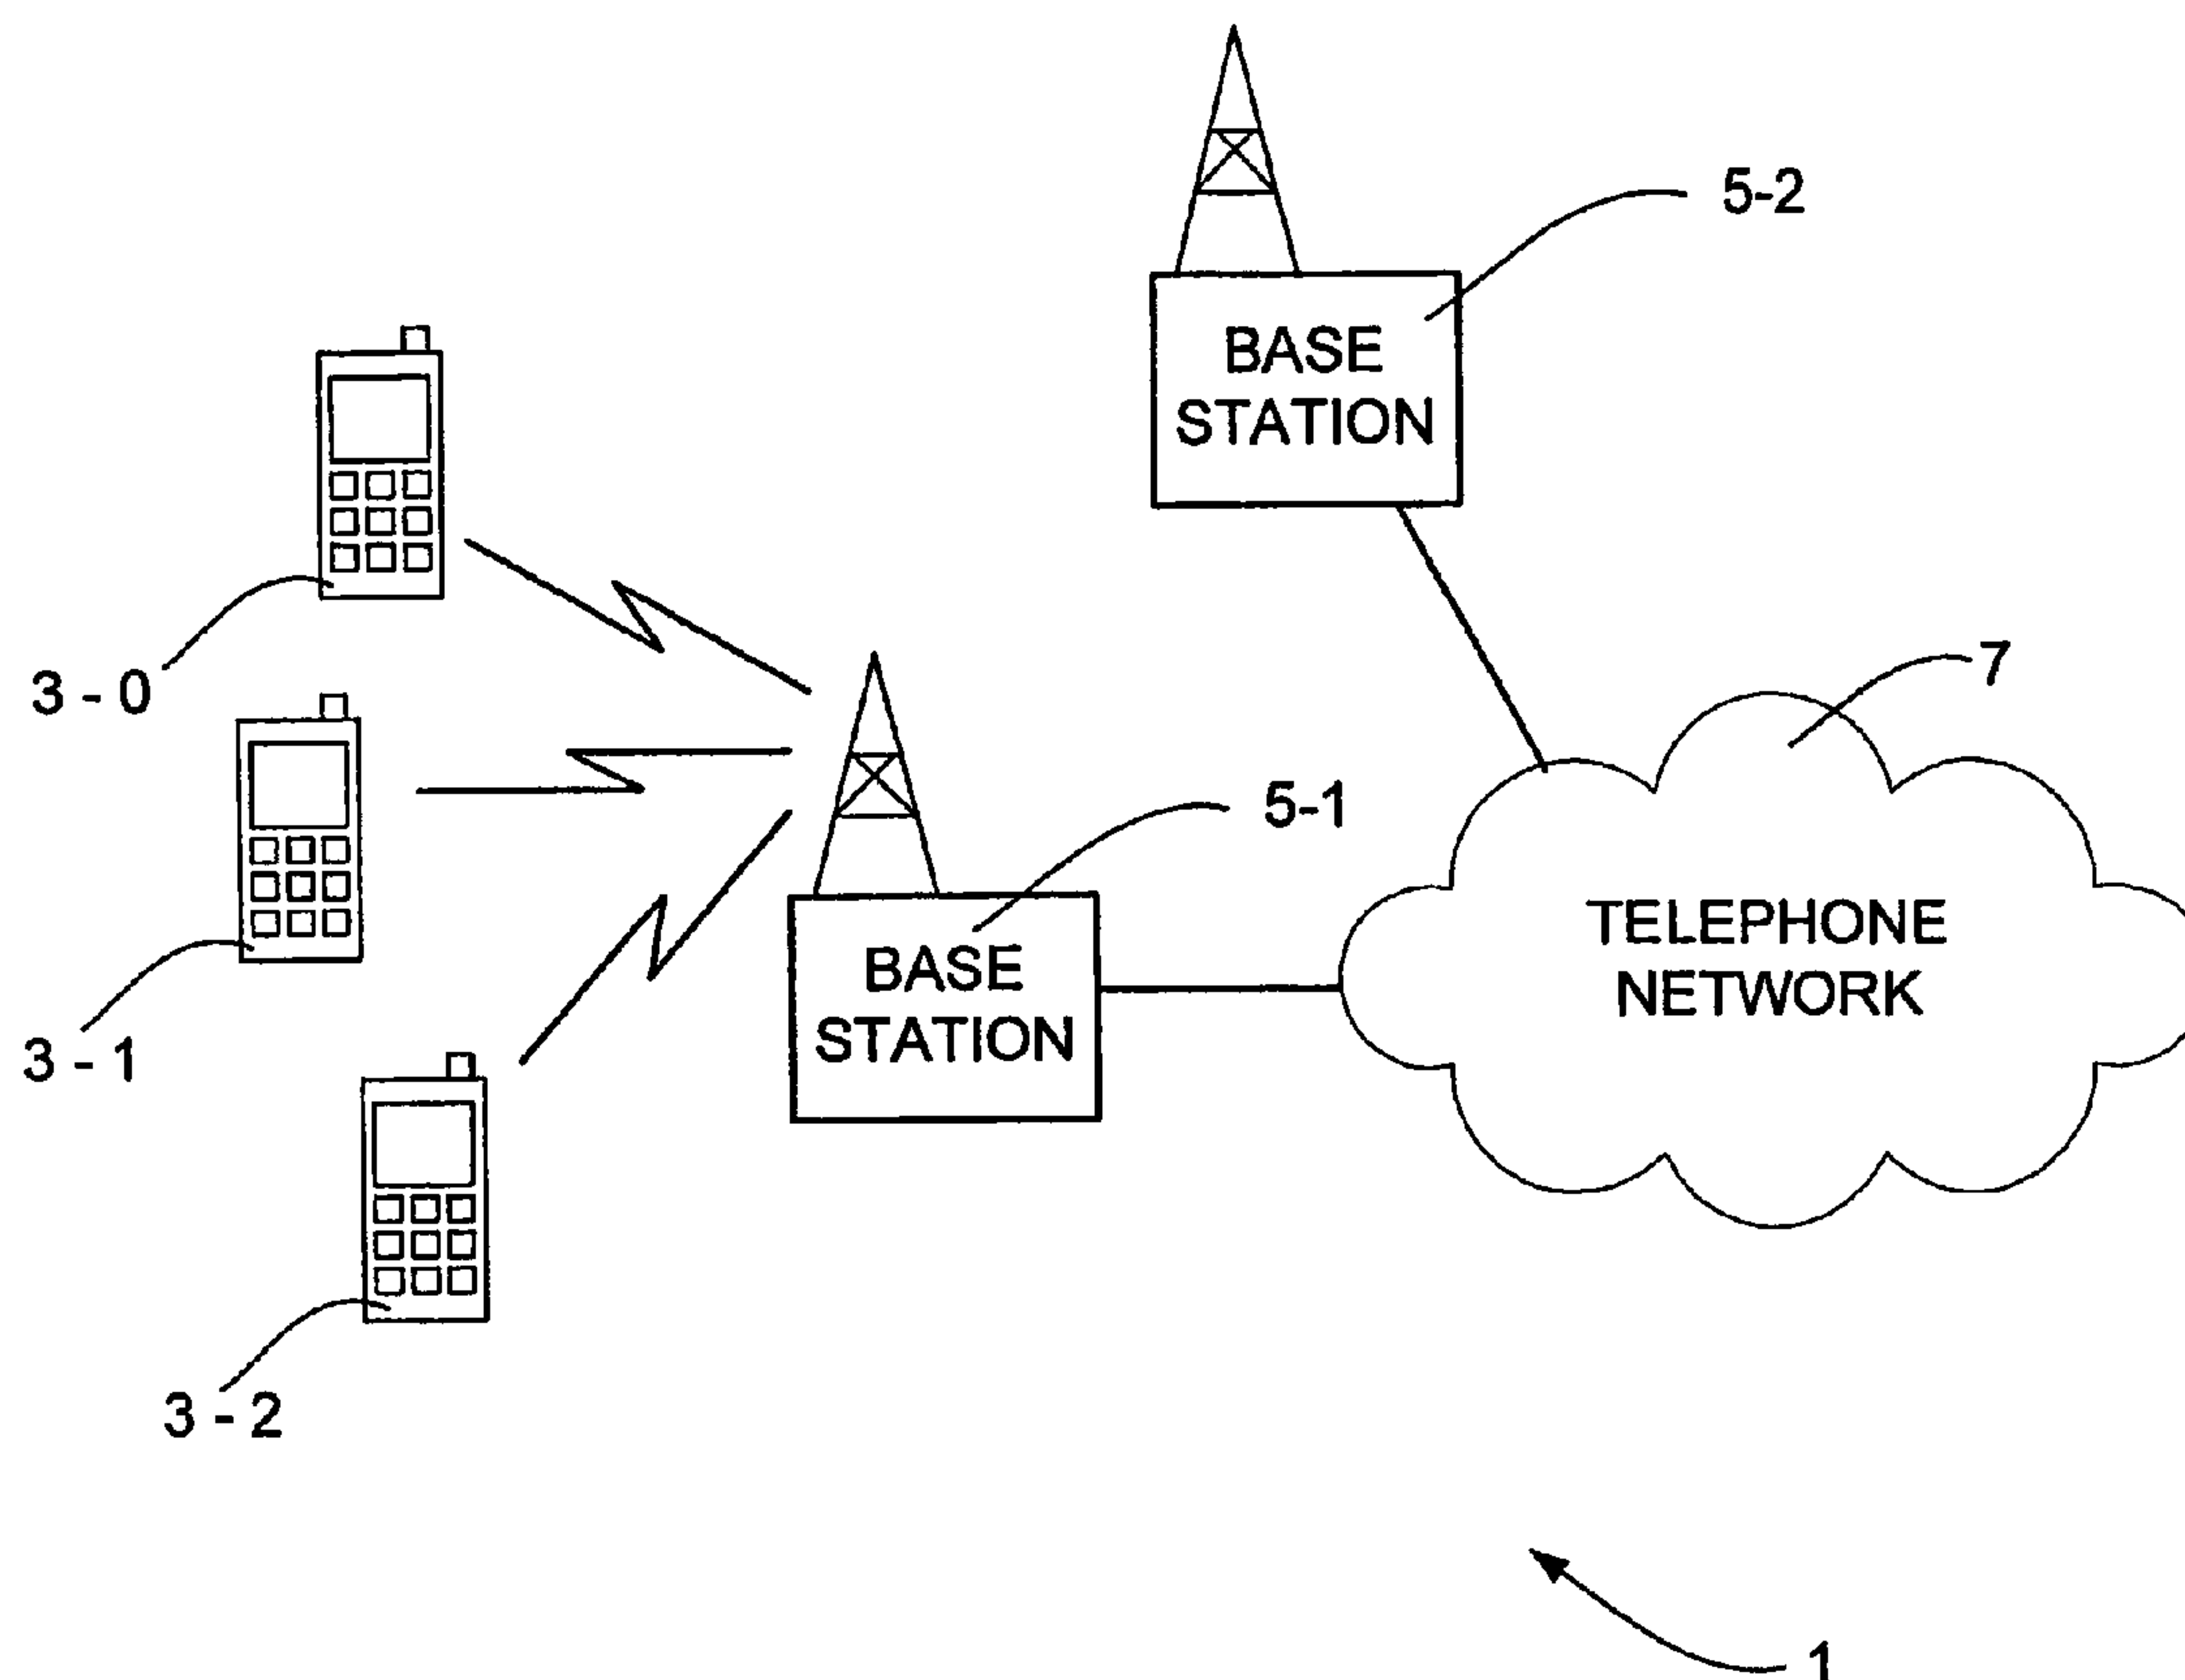 5-2
BASE
STATION
3 - 0
7
5-1
TELEPHONE
NETWORK
BASE
STATION
3 - 1
3 - 2
1